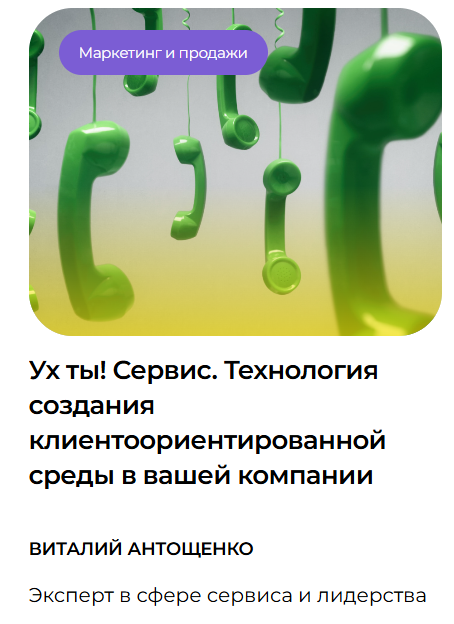 Маркетинг и продажи
Ух ты! Сервис. Технология
создания
клиентоориентированной
среды в вашей компании
ВИТАЛИЙ АНТОЩЕНКО
Эксперт в сфере сервиса и лидерства